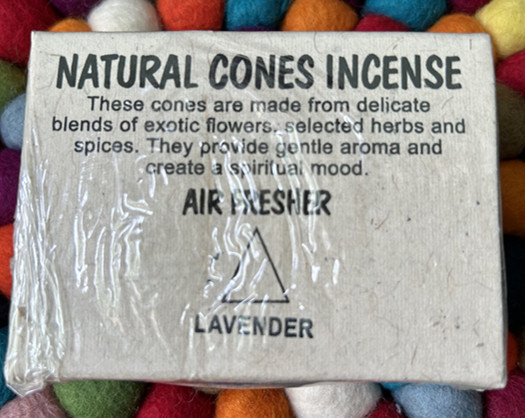 NATURAL CONES INCENSE
These cones are made from delicate
blends of exotic flowers, selected herbs and
spices. They provide gentle aroma and
create a spiritual mood.
AIR FRESHER
LAVENDER